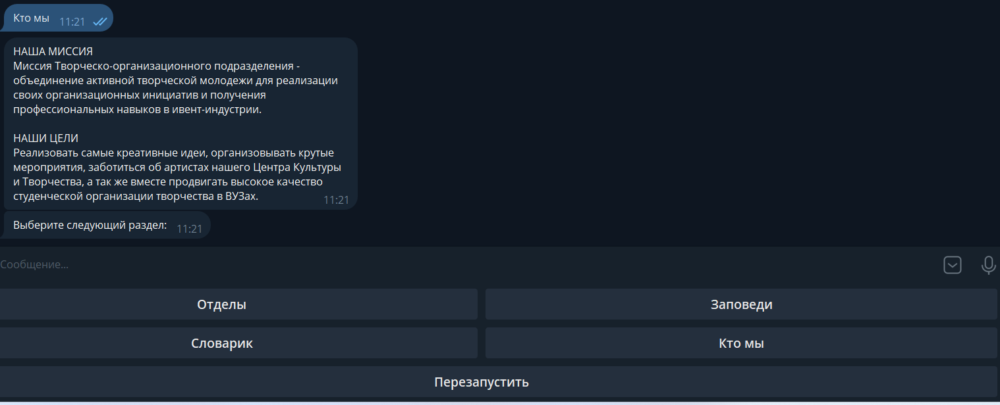 Кто мы 11:21
НАША МИССИЯ
Миссия Творческо-организационного подразделения -
объединение активной творческой молодежи для реализации
своих организационных инициатив и получения
профессиональных навыков в ивент-индустрии.
НАШИ ЦЕЛИ
Реализовать самые креативные идеи, организовывать крутые
мероприятия, заботиться об артистах нашего Центра Культуры
и Творчества, а так же вместе продвигать высокое качество
студенческой организации творчества в ВУЗах. 11:21
Выберите следующий раздел: 11:21
Сообщение...
Отделы Заповеди
Словарик Кто мы
Перезапустить